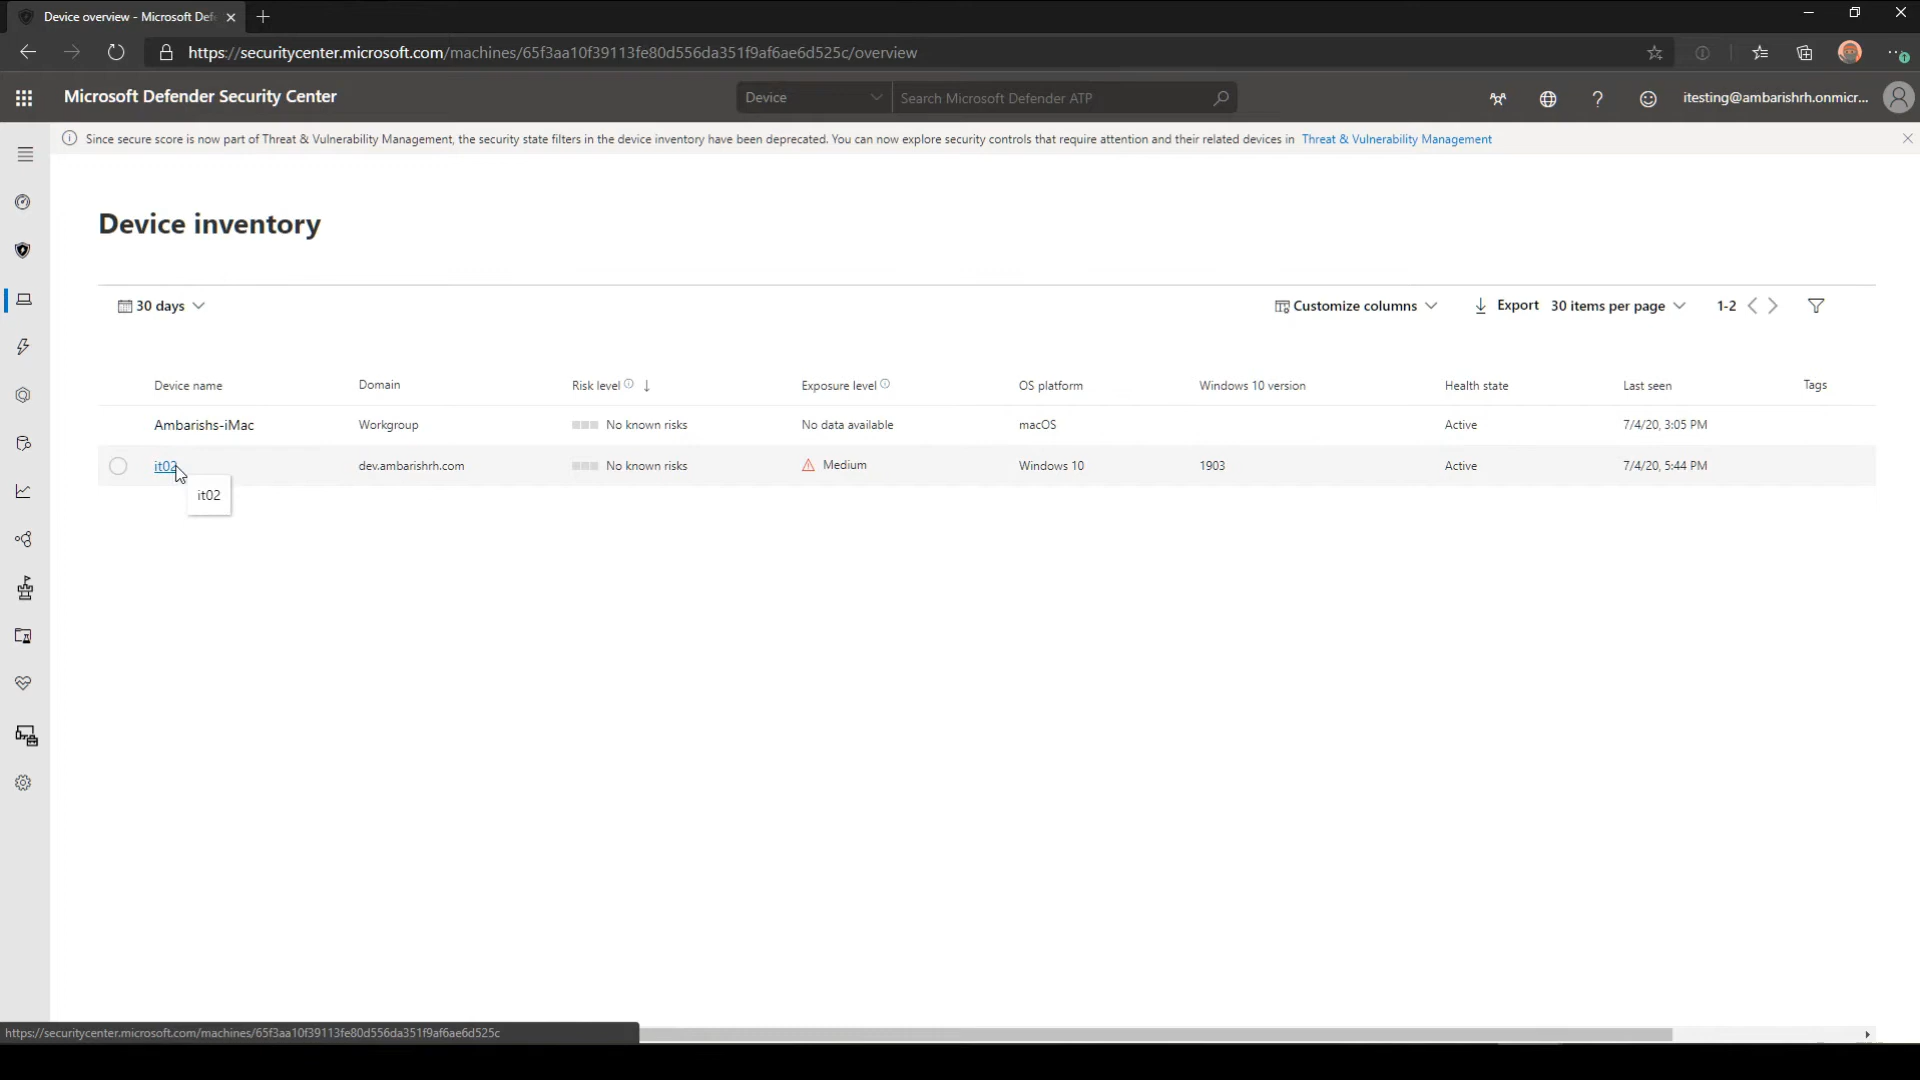 Device overview - Microsoft Def
https://securitycenter.microsoft.com/machines/65f3aa10f39113fe80d556da351f9af6ae6d525c/overview
Microsoft Defender Security Center
Device
Search Microsoft Defender ATP
itesting@ambarishrh.onmicr...
Since secure score is now part of Threat & Vulnerability Management, the security state filters in the device inventory have been deprecated. You can now explore security controls that require attention and their related devices in Threat & Vulnerability Management
Device inventory
30 days
Customize columns
Export
30 items per page
1-2
Device name
Domain
Risk level
Exposure level
OS platform
Windows 10 version
Health state
Last seen
Tags
Ambarishs-iMac
Workgroup
No known risks
No data available
macOS
Active
7/4/20, 3:05 PM
it02
dev.ambarishrh.com
No known risks
Medium
Windows 10
1903
Active
7/4/20, 5:44 PM
it02
https://securitycenter.microsoft.com/machines/65f3aa10f39113fe80d556da351f9af6ae6d525c